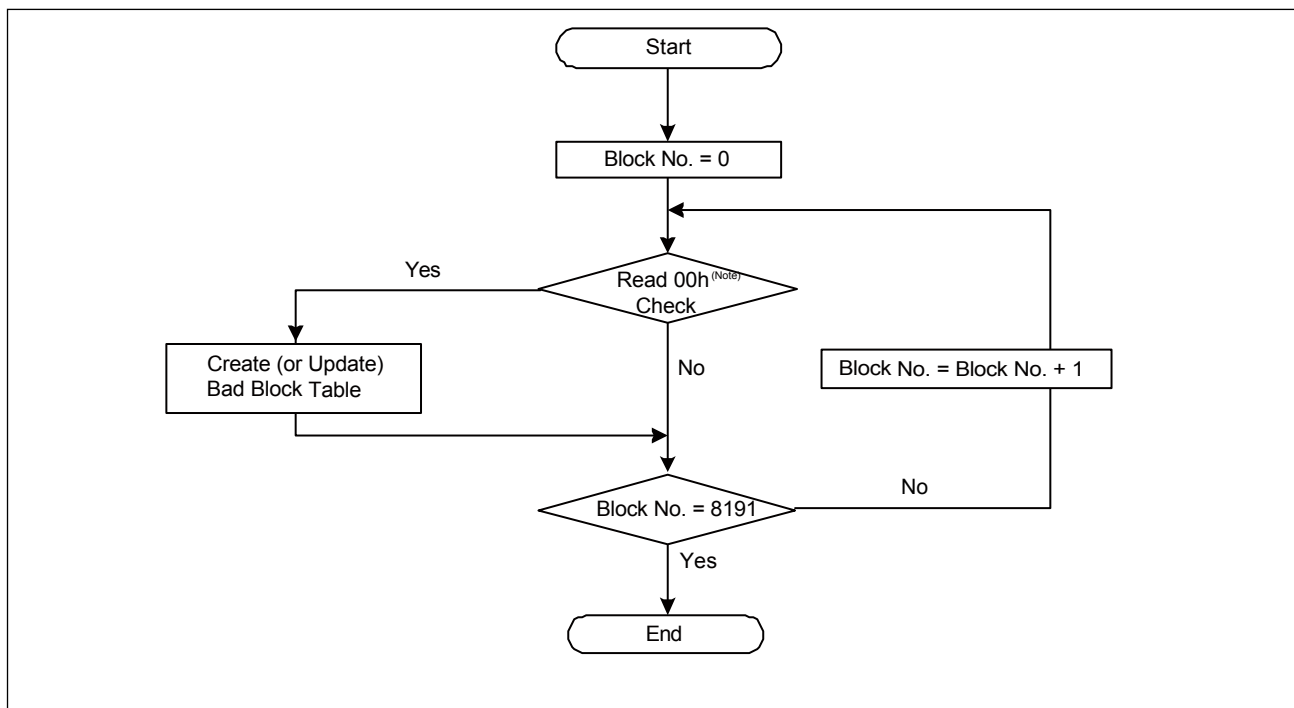 Start
Block No. = 0
Yes
Read 00h(Note)
Check
Create (or Update)
Bad Block Table
No
Block No. = Block No. + 1
No
Block No. = 8191
Yes
End